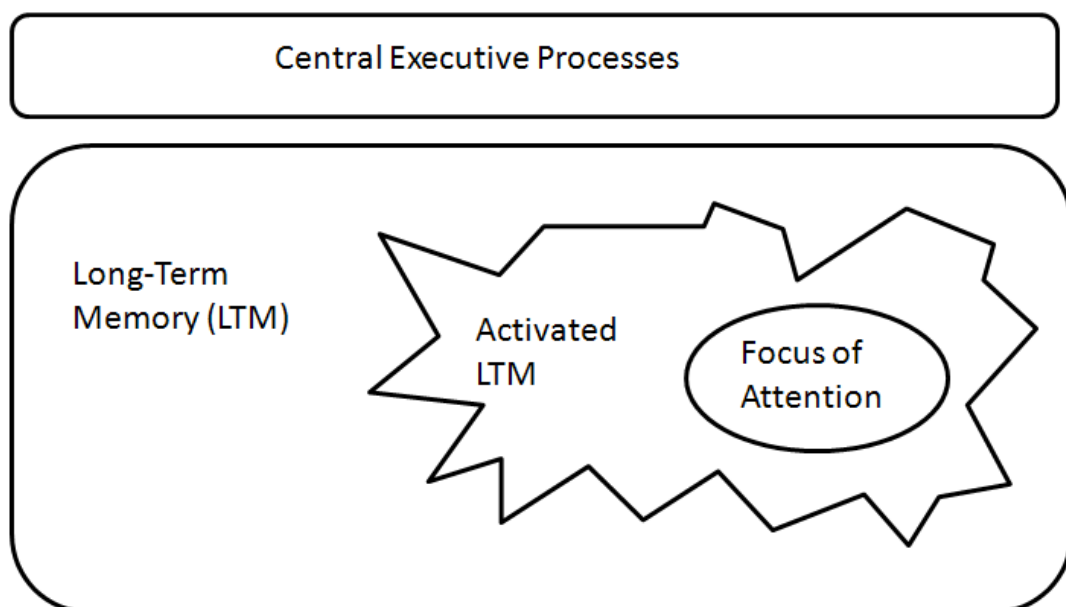 Central Executive Processes
Long-Term
Memory (LTM)
Activated
LTM
Focus of
Attention